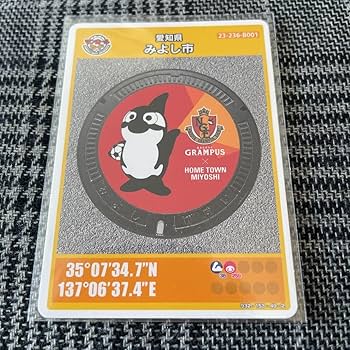 愛知県
みよし市
23-236-B001
NAGOYA
GRAMPUS
×
HOME TOWN
MIYOSHI
35°07'34.7"N
137°06'37.4"E